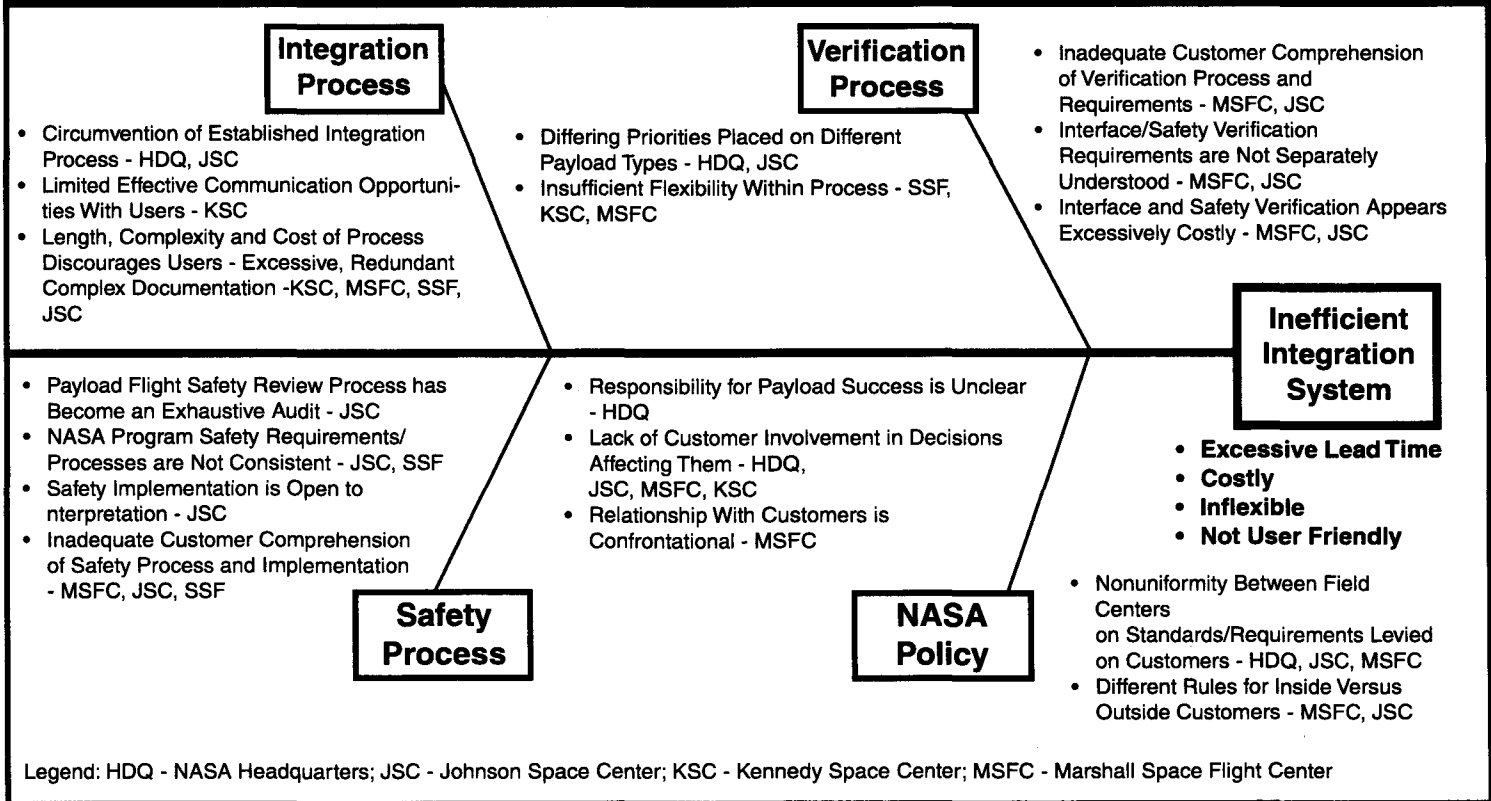 Integration
Process
• Circumvention of Established Integration
Process - HDQ, JSC
• Limited Effective Communication Opportuni-
ties With Users - KSC
• Length, Complexity and Cost of Process
Discourages Users - Excessive, Redundant
Complex Documentation -KSC, MSFC, SSF,
JSC
Verification
Process
• Differing Priorities Placed on Different
Payload Types - HDQ, JSC
• Insufficient Flexibility Within Process - SSF,
KSC, MSFC
• Inadequate Customer Comprehension
of Verification Process and
Requirements - MSFC, JSC
• Interface/Safety Verification
Requirements are Not Separately
Understood - MSFC, JSC
• Interface and Safety Verification Appears
Excessively Costly - MSFC, JSC
Inefficient
Integration
System
• Excessive Lead Time
• Costly
• Inflexible
• Not User Friendly
• Payload Flight Safety Review Process has
Become an Exhaustive Audit - JSC
• NASA Program Safety Requirements/
Processes are Not Consistent - JSC, SSF
• Safety Implementation is Open to
nterpretation - JSC
• Inadequate Customer Comprehension
of Safety Process and Implementation
- MSFC, JSC, SSF
Safety
Process
• Responsibility for Payload Success is Unclear
- HDQ
• Lack of Customer Involvement in Decisions
Affecting Them - HDQ,
JSC, MSFC, KSC
• Relationship With Customers is
Confrontational - MSFC
NASA
Policy
• Nonuniformity Between Field
Centers
on Standards/Requirements Levied
on Customers - HDQ, JSC, MSFC
• Different Rules for Inside Versus
Outside Customers - MSFC, JSC
Legend: HDQ - NASA Headquarters; JSC - Johnson Space Center; KSC - Kennedy Space Center; MSFC - Marshall Space Flight Center